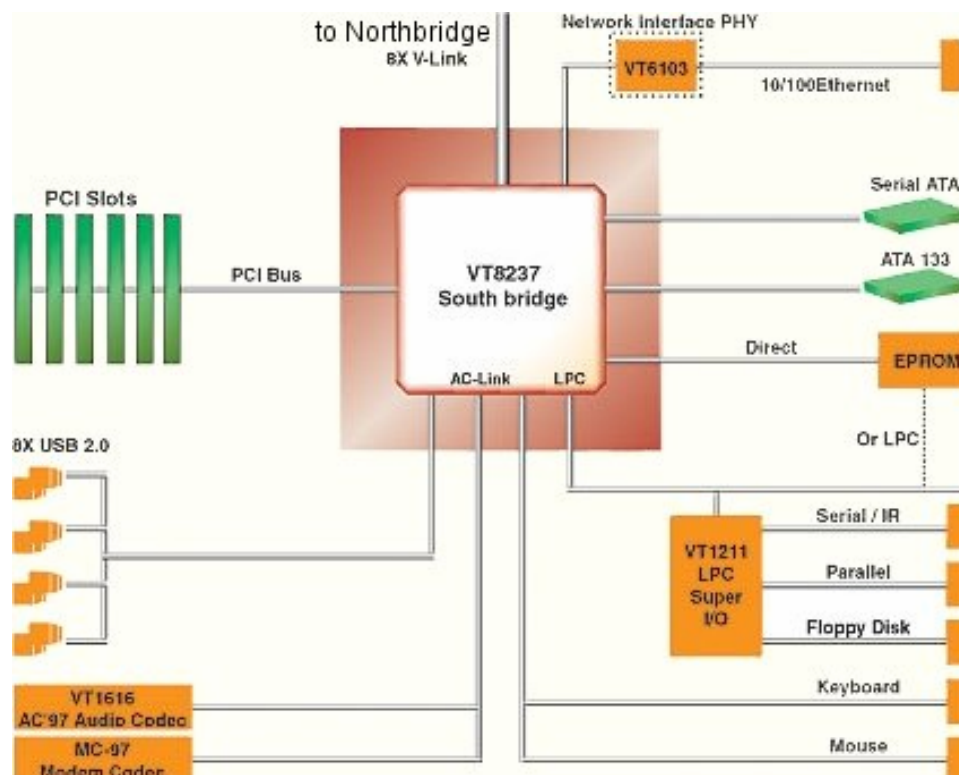 to Northbridge
8X V-Link
Network Interface PHY
VT6103
10/100Ethernet
PCI Slots
PCI Bus
VT8237
South bridge
AC-Link
LPC
Serial ATA
ATA 133
Direct
EPROM
Or LPC
8X USB 2.0
VT1211
LPC
Super
I/O
Serial / IR
Parallel
Floppy Disk
Keyboard
Mouse
VT1616
AC'97 Audio Codec
MC-97
Modem Codec